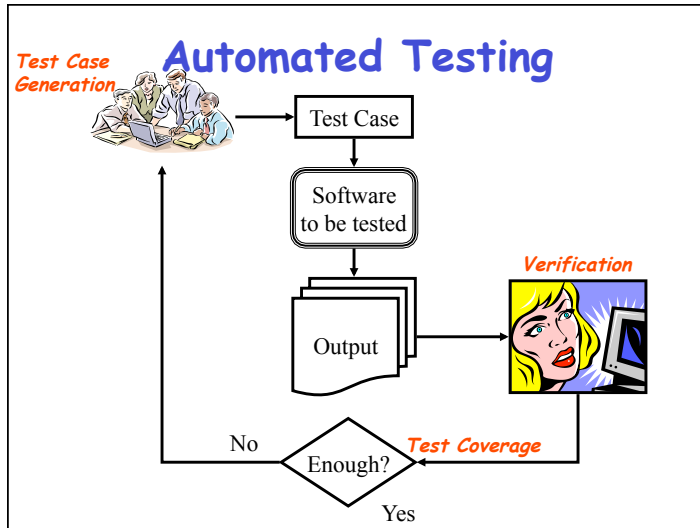 Automated Testing
Test Case
Generation
Test Case
Software
to be tested
Verification
Output
No
Enough?
Test Coverage
Yes